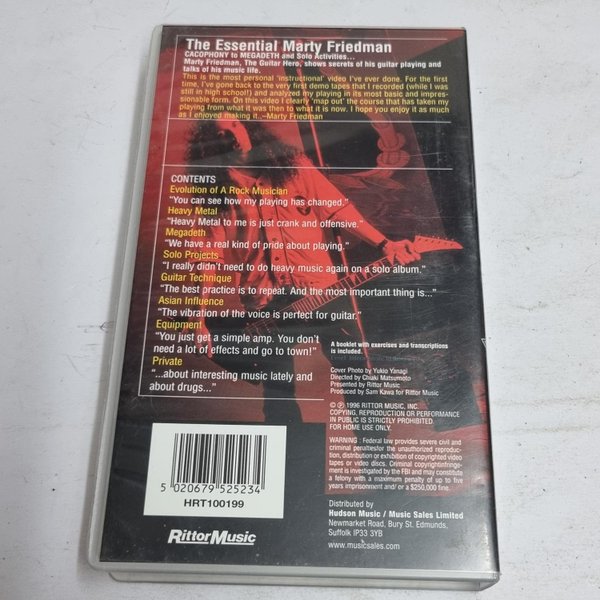 The Essential Marty Friedman
CACOPHONY to MEGADETH and Solo Activities...
Marty Friedman, The Guitar Hero, shows secrets of his guitar playing and
talks of his music life.
This is the most personal 'instructional' video I've ever done. For the first
time, I've gone back to the very first demo tapes that I recorded (while I was
still in high school!) and analyzed my playing in its most basic and impres-
sionable form. On this video I clearly 'map out' the course that has taken my
playing from what it was then to what it is now. I hope you enjoy it as much
as I enjoyed making it.–Marty Friedman
CONTENTS
Evolution of A Rock Musician
"You can see how my playing has changed."
Heavy Metal
"Heavy Metal to me is just crank and offensive."
Megadeth
"We have a real kind of pride about playing."
Solo Projects
"I really didn't need to do heavy music again on a solo album."
Guitar Technique
"The best practice is to repeat. And the most important thing is..."
Asian Influence
"The vibration of the voice is perfect for guitar."
Equipment
"You just get a simple amp. You don't
need a lot of effects and go to town!"
Private
"...about interesting music lately and
about drugs..."
A booklet with exercises and transcriptions
is included.
Cover Photo by Yukio Yanagi
Directed by Chiaki Matsumoto
Presented by Rittor Music
Produced by Sam Kawa for Rittor Music
© ℗ 1996 RITTOR MUSIC, INC.
COPYING, REPRODUCTION OR PERFORMANCE
IN PUBLIC IS STRICTLY PROHIBITED.
FOR HOME USE ONLY.
WARNING : Federal law provides severe civil and
criminal penaltiesfor the unauthorized reproduc-
tion, distribution or exhibition of copyrighted video
tapes or video discs. Criminal copyrightinfringe-
ment is investigated by the FBI and may constitute
a felony with a maximum penalty of up to five
years imprisonment and/ or a $250,000 fine.
5 020679 525234
HRT100199
RittorMusic
Distributed by
Hudson Music / Music Sales Limited
Newmarket Road, Bury St. Edmunds,
Suffolk IP33 3YB
www.musicsales.com